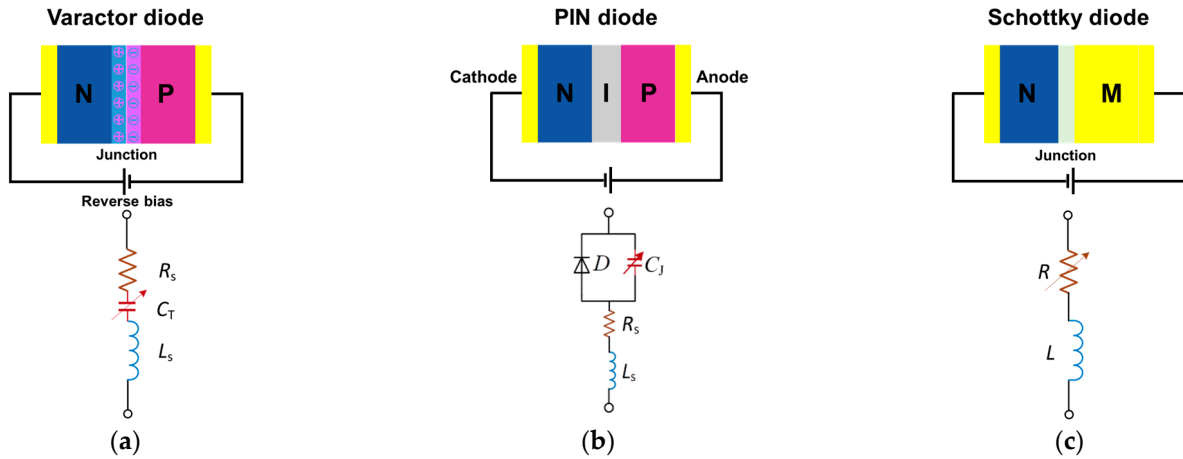 Varactor diode
N P
Junction
Reverse bias
Rs
CT
Ls
(a)
PIN diode
Cathode
Anode
N I P
D
CJ
Rs
Ls
(b)
Schottky diode
N M
Junction
R
L
(c)